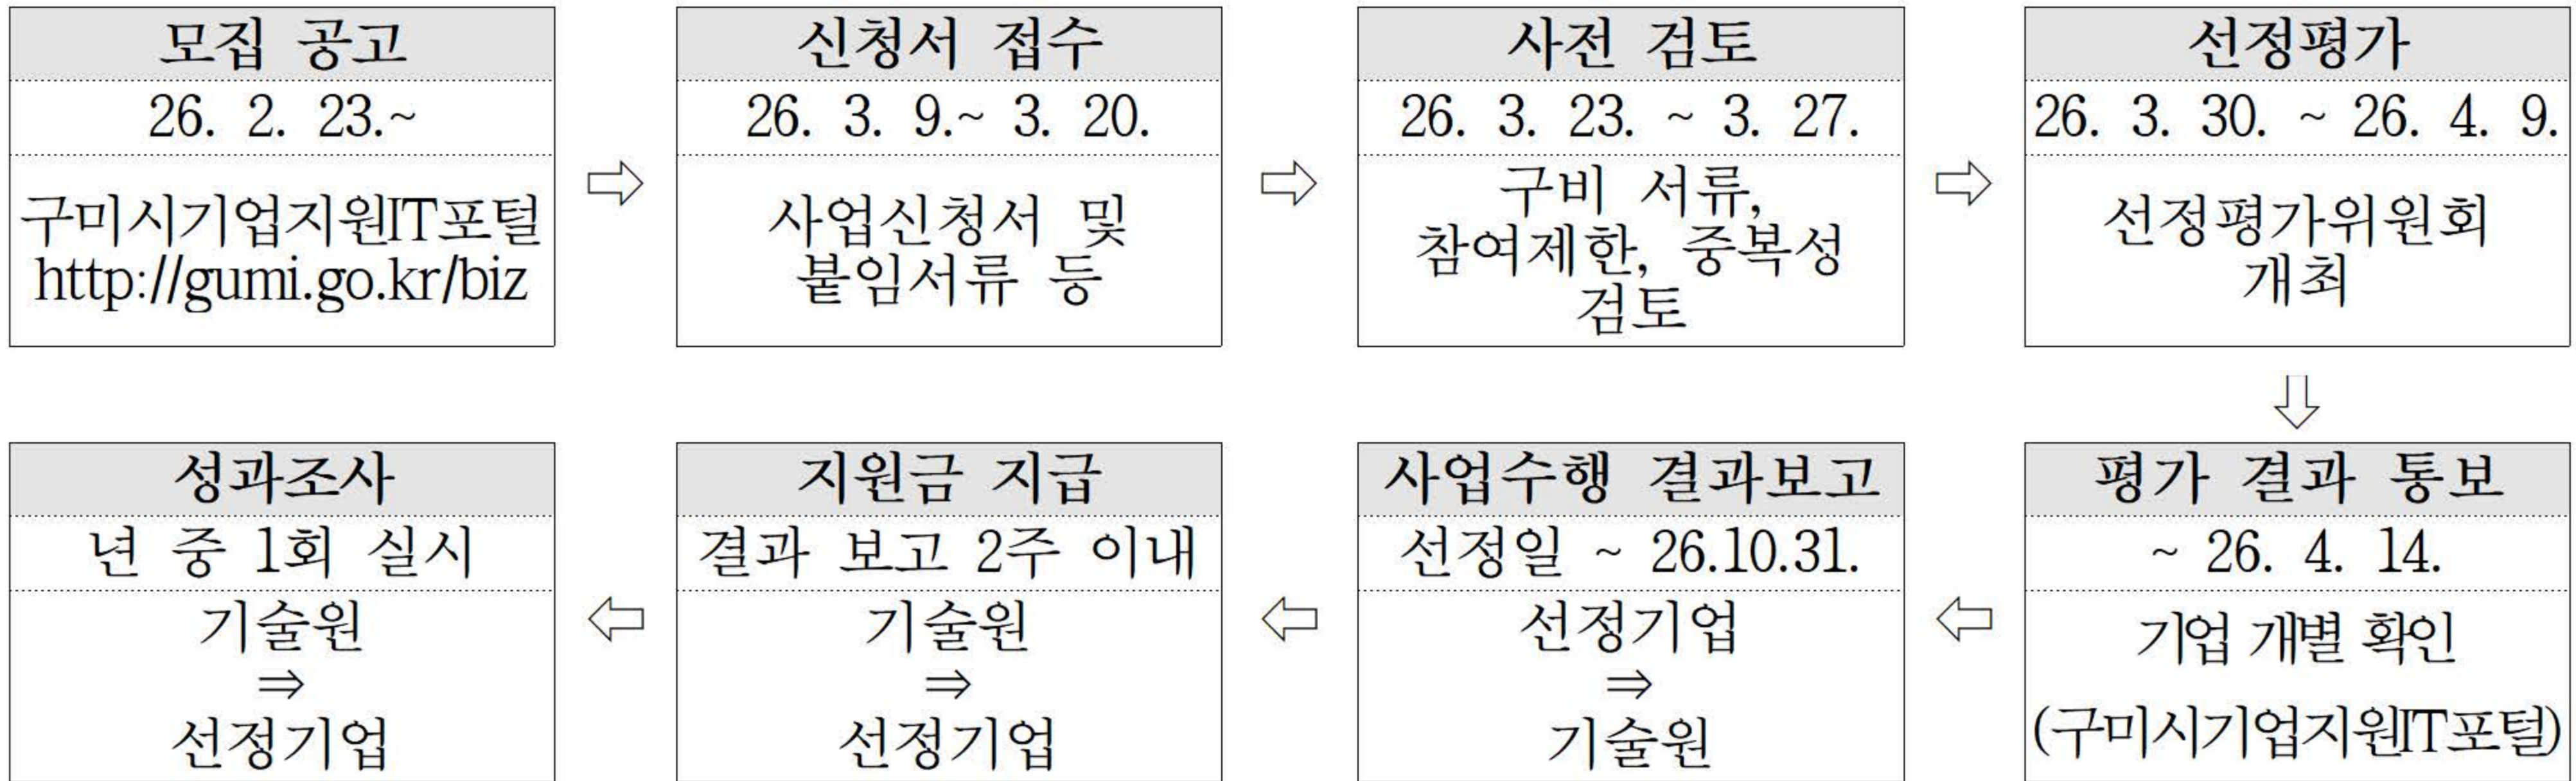 모집 공고
26. 2. 23.~
구미시기업지원IT포털
http://gumi.go.kr/biz
⇨
신청서 접수
26. 3. 9.~ 3. 20.
사업신청서 및
붙임서류 등
⇨
사전 검토
26. 3. 23. ~ 3. 27.
구비 서류,
참여제한, 중복성
검토
⇨
선정평가
26. 3. 30. ~ 26. 4. 9.
선정평가위원회
개최
⇩
평가 결과 통보
~ 26. 4. 14.
기업 개별 확인
(구미시기업지원IT포털)
⇦
사업수행 결과보고
선정일 ~ 26.10.31.
선정기업
⇒
기술원
⇦
지원금 지급
결과 보고 2주 이내
기술원
⇒
선정기업
⇦
성과조사
년 중 1회 실시
기술원
⇒
선정기업